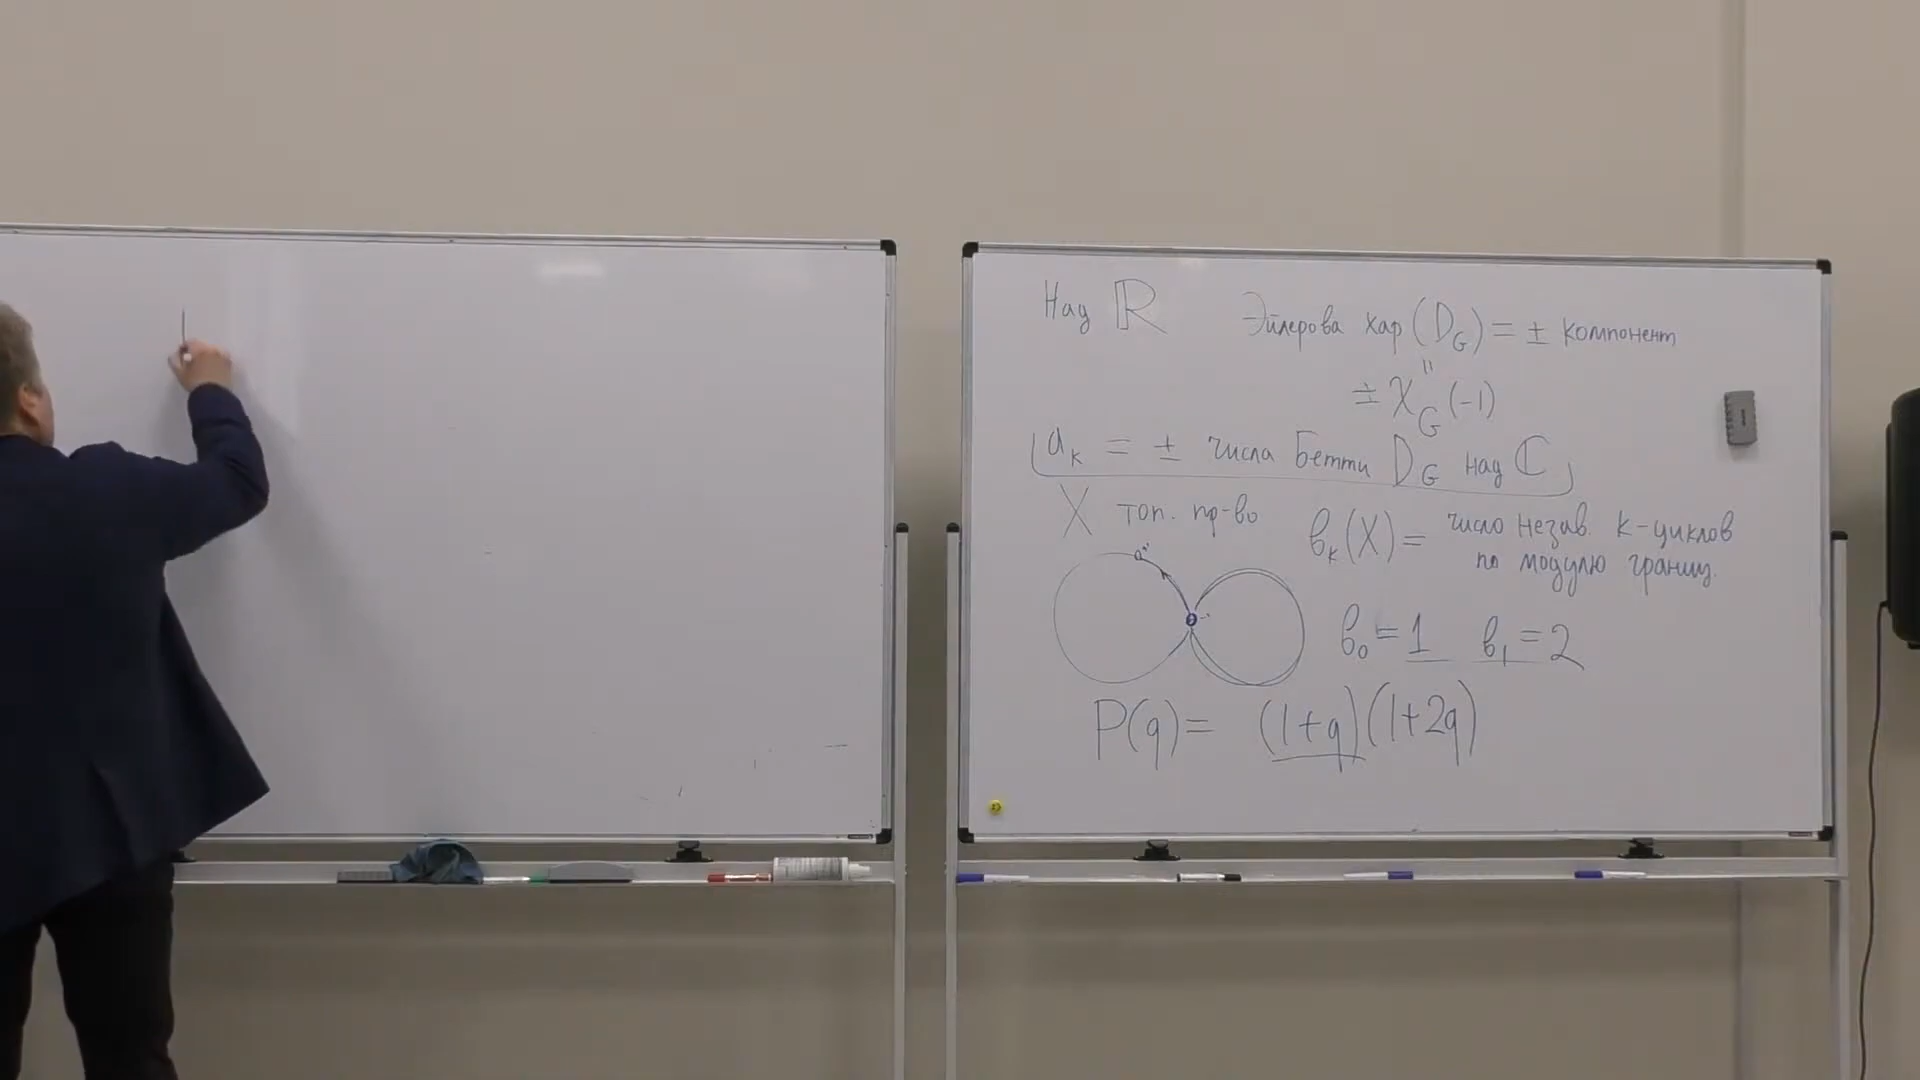 Над ℝ Эйлерова хар (D_G) = ± компонент
± χ_G (-1)
a_k = ± числа Бетти D_G над ℂ
X топ. пр-во b_k(X) = число незав. k-циклов
по модулю границ.
b_0 = 1 b_1 = 2
P(q) = (1+q)(1+2q)